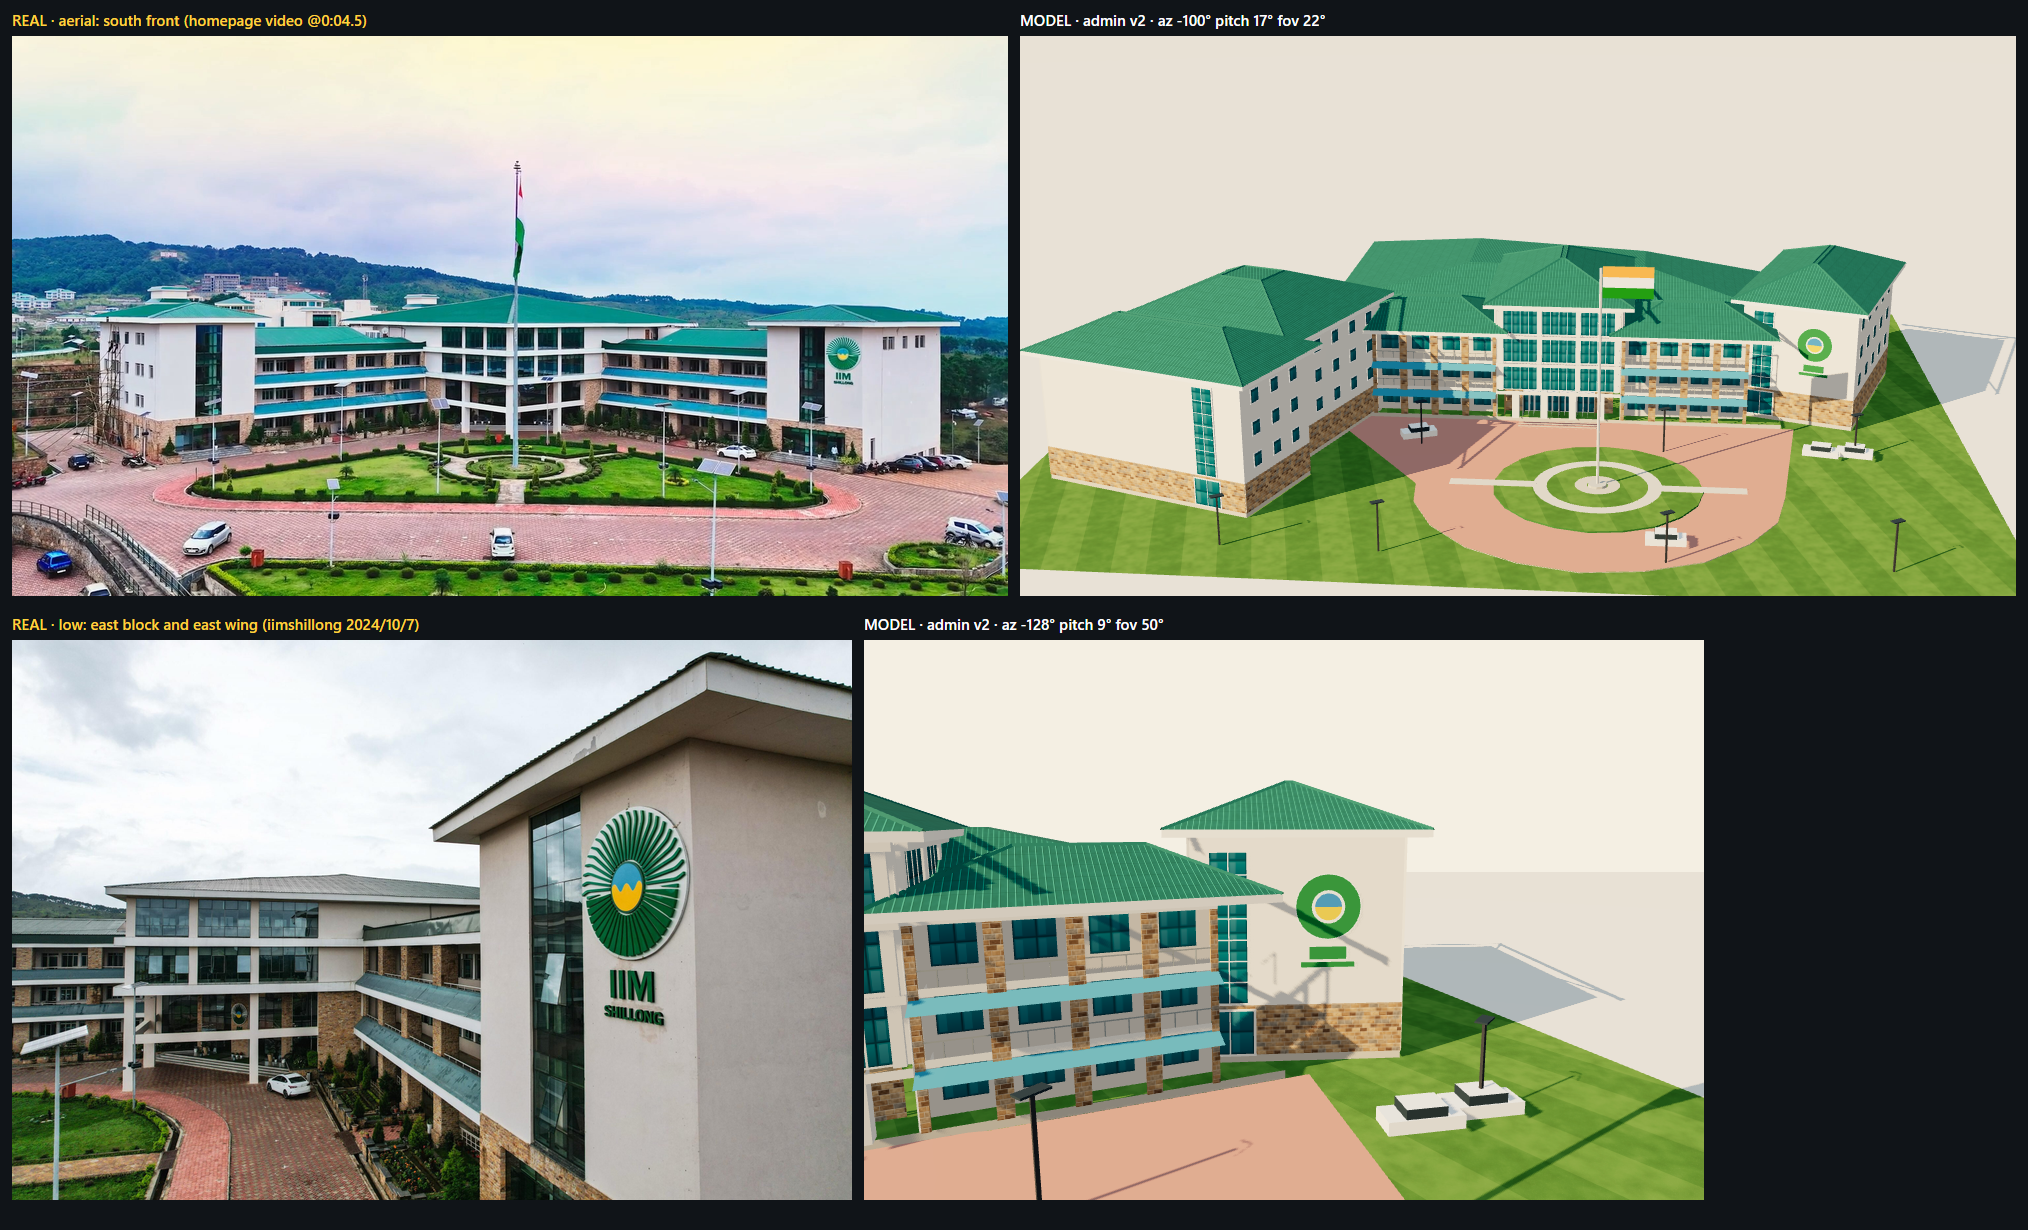 REAL · aerial: south front (homepage video @0:04.5)
MODEL · admin v2 · az -100° pitch 17° fov 22°
IIM
SHILLONG
REAL · low: east block and east wing (iimshillong 2024/10/7)
MODEL · admin v2 · az -128° pitch 9° fov 50°
IIM
SHILLONG